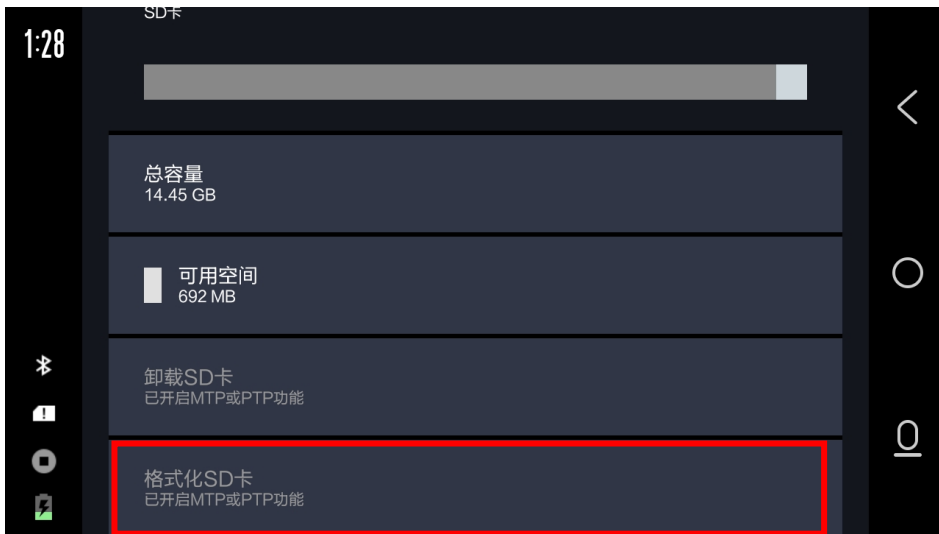 SD卡
1:28
总容量
14.45 GB
可用空间
692 MB
卸载SD卡
已开启MTP或PTP功能
格式化SD卡
已开启MTP或PTP功能